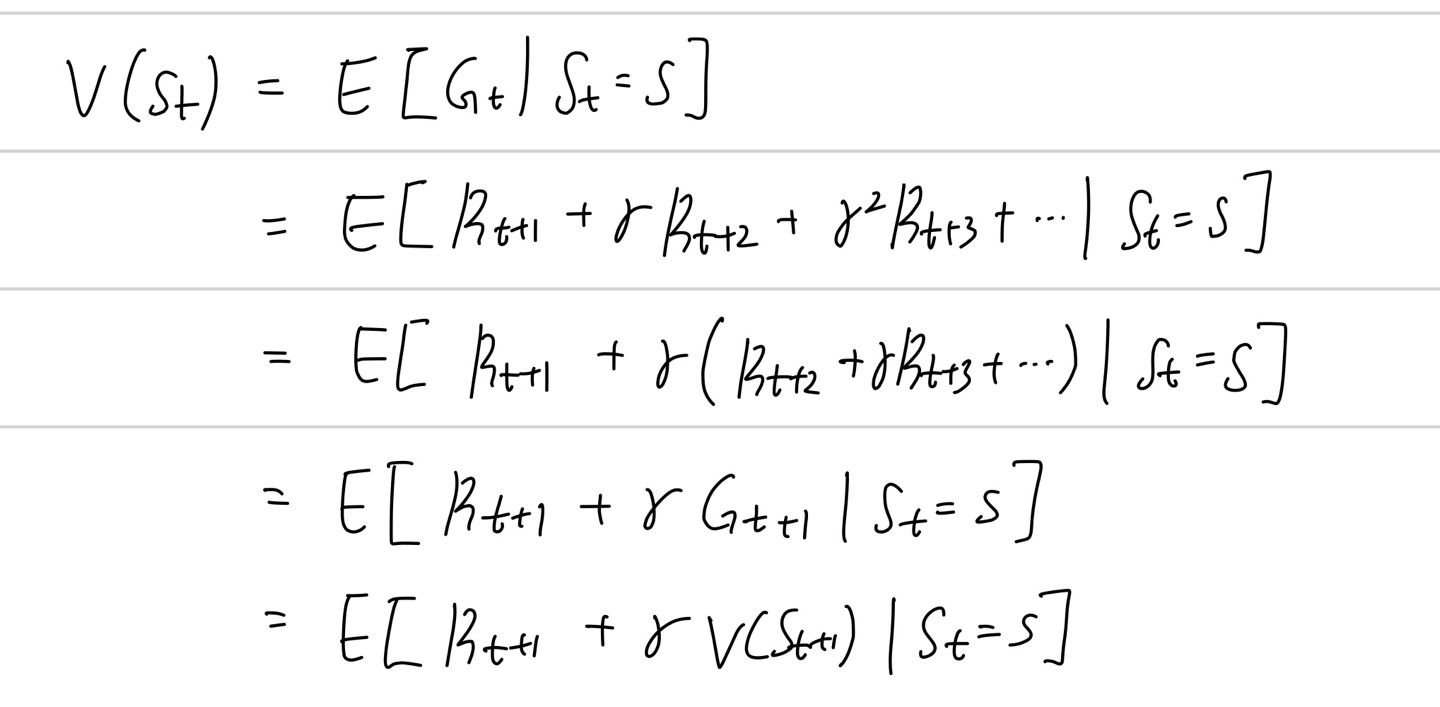 V(St) = E[Gt | St = s]
= E[Rt+1 + γRt+2 + γ²Rt+3 + ... | St = s]
= E[Rt+1 + γ(Rt+2 + γRt+3 + ...) | St = s]
= E[Rt+1 + γGt+1 | St = s]
= E[Rt+1 + γV(St+1) | St = s]